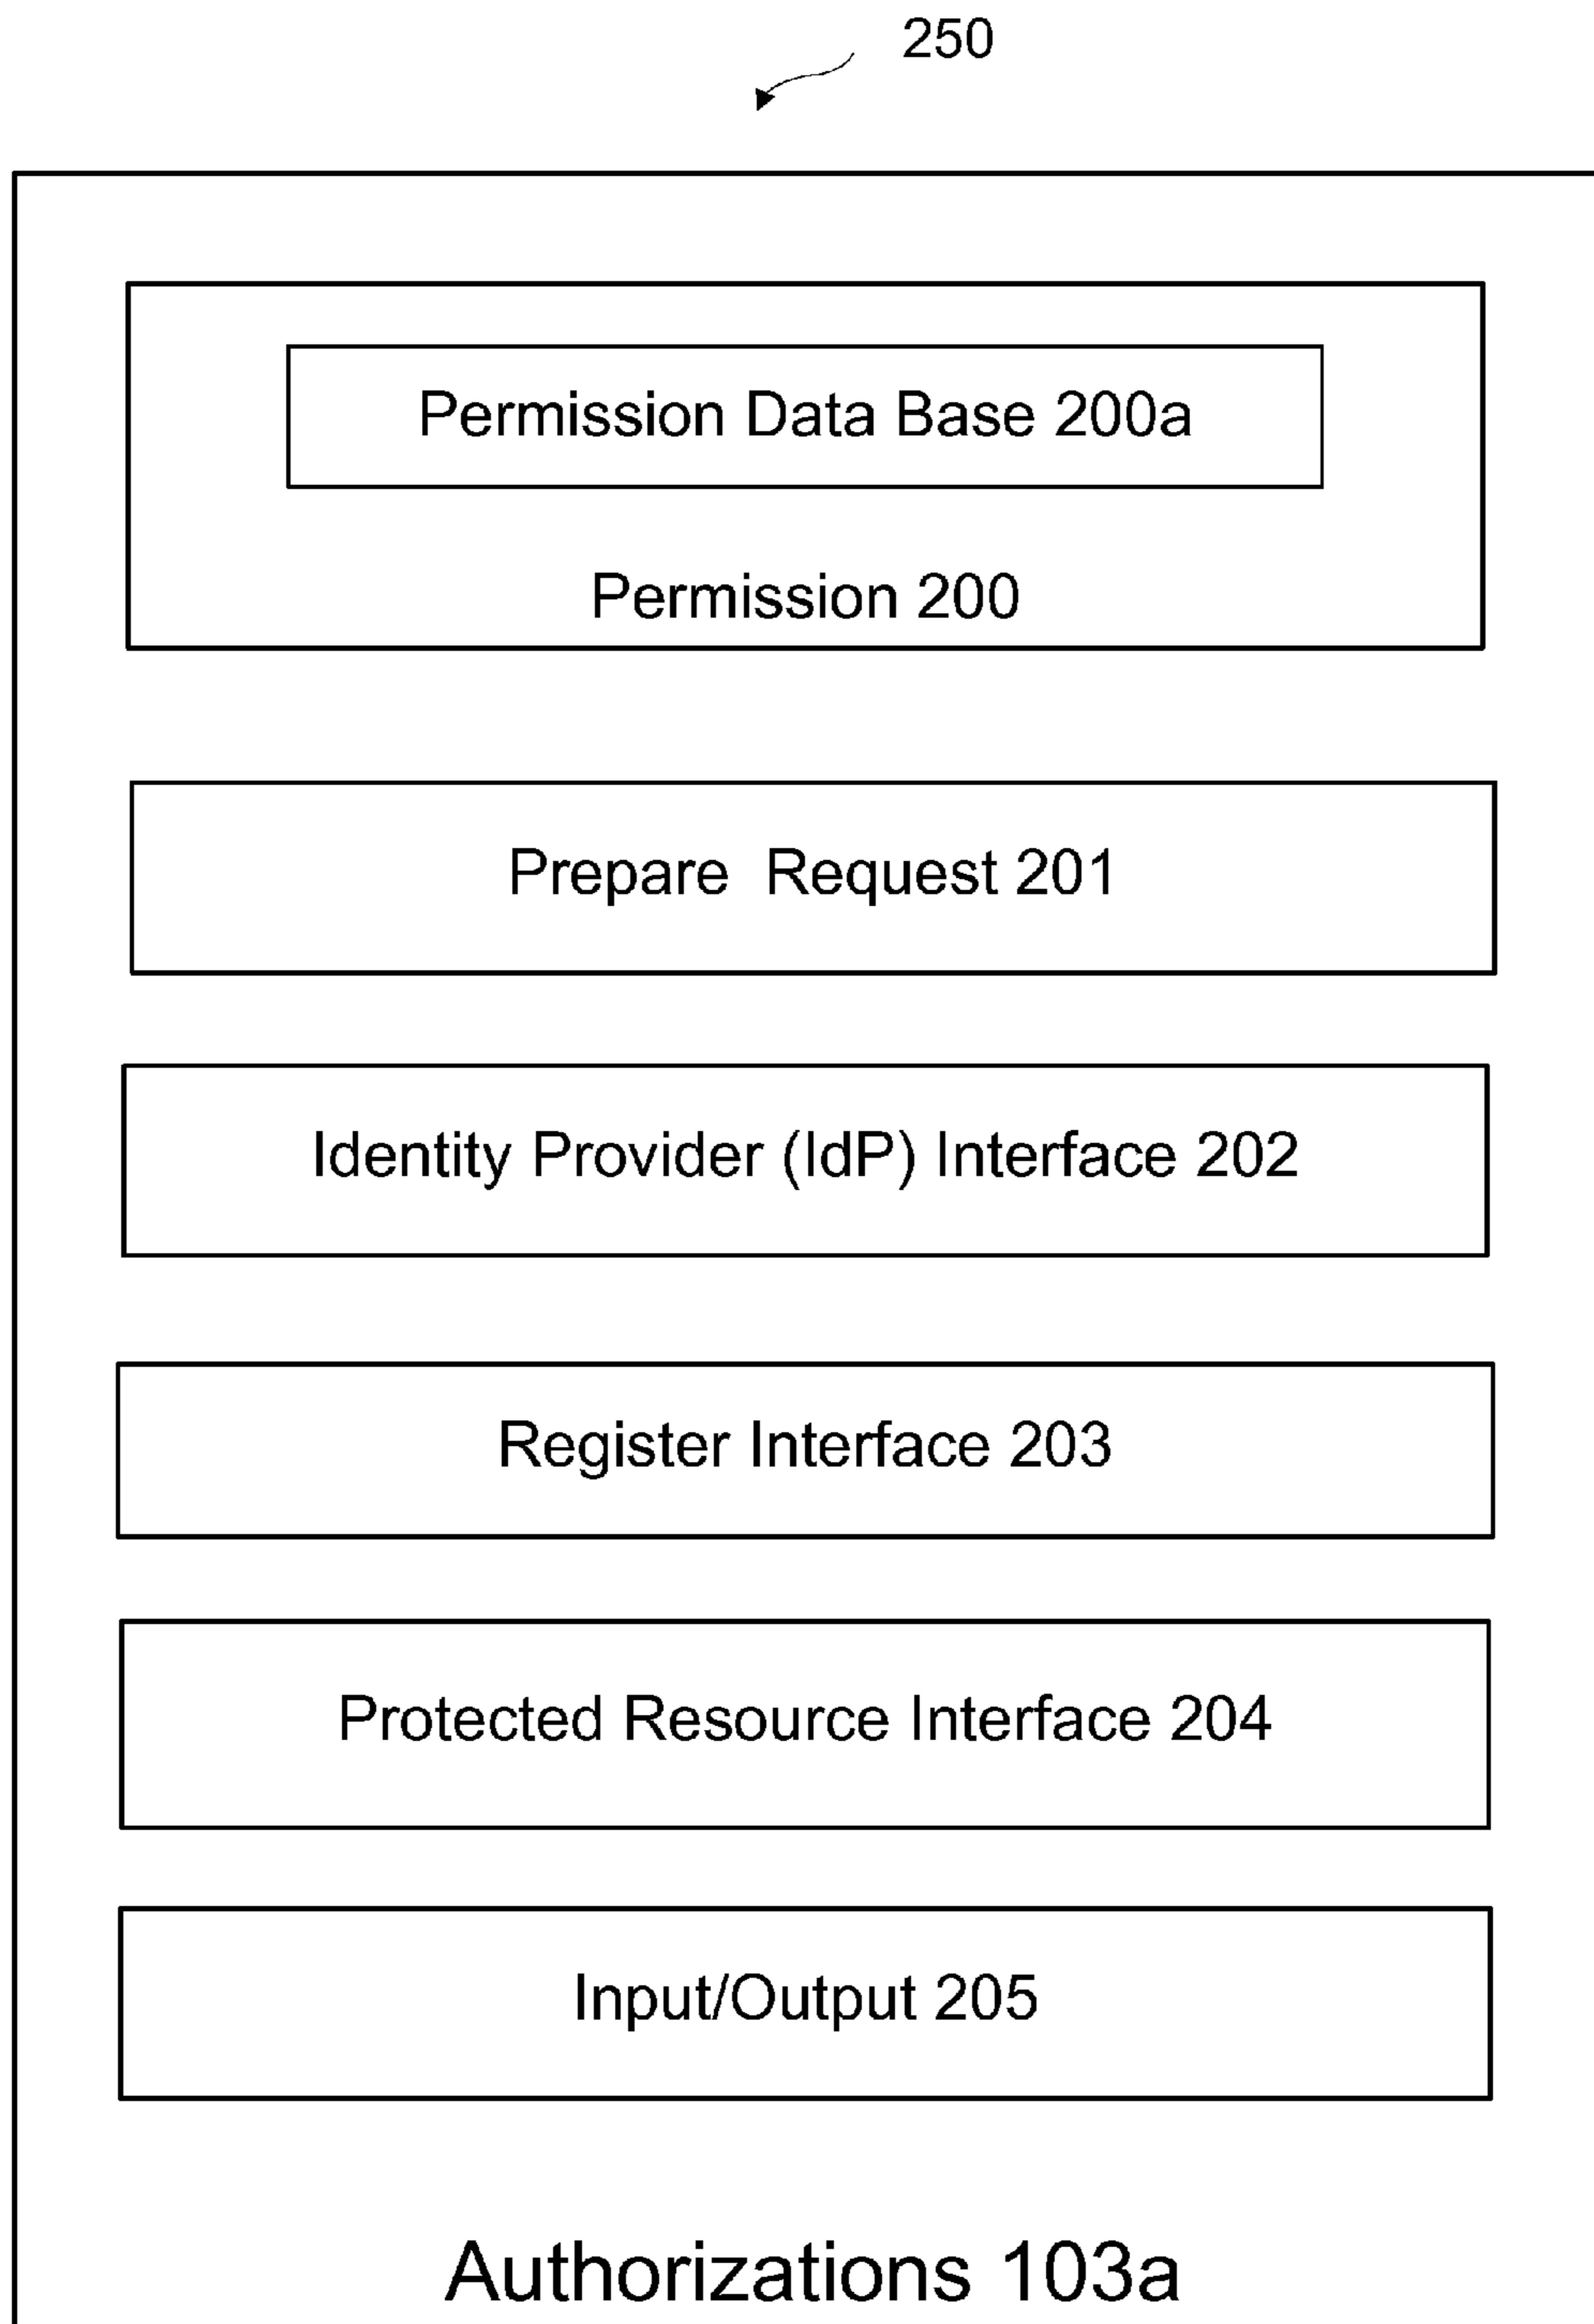 250
Permission Data Base 200a
Permission 200
Prepare Request 201
Identity Provider (IdP) Interface 202
Register Interface 203
Protected Resource Interface 204
Input/Output 205
Authorizations 103a